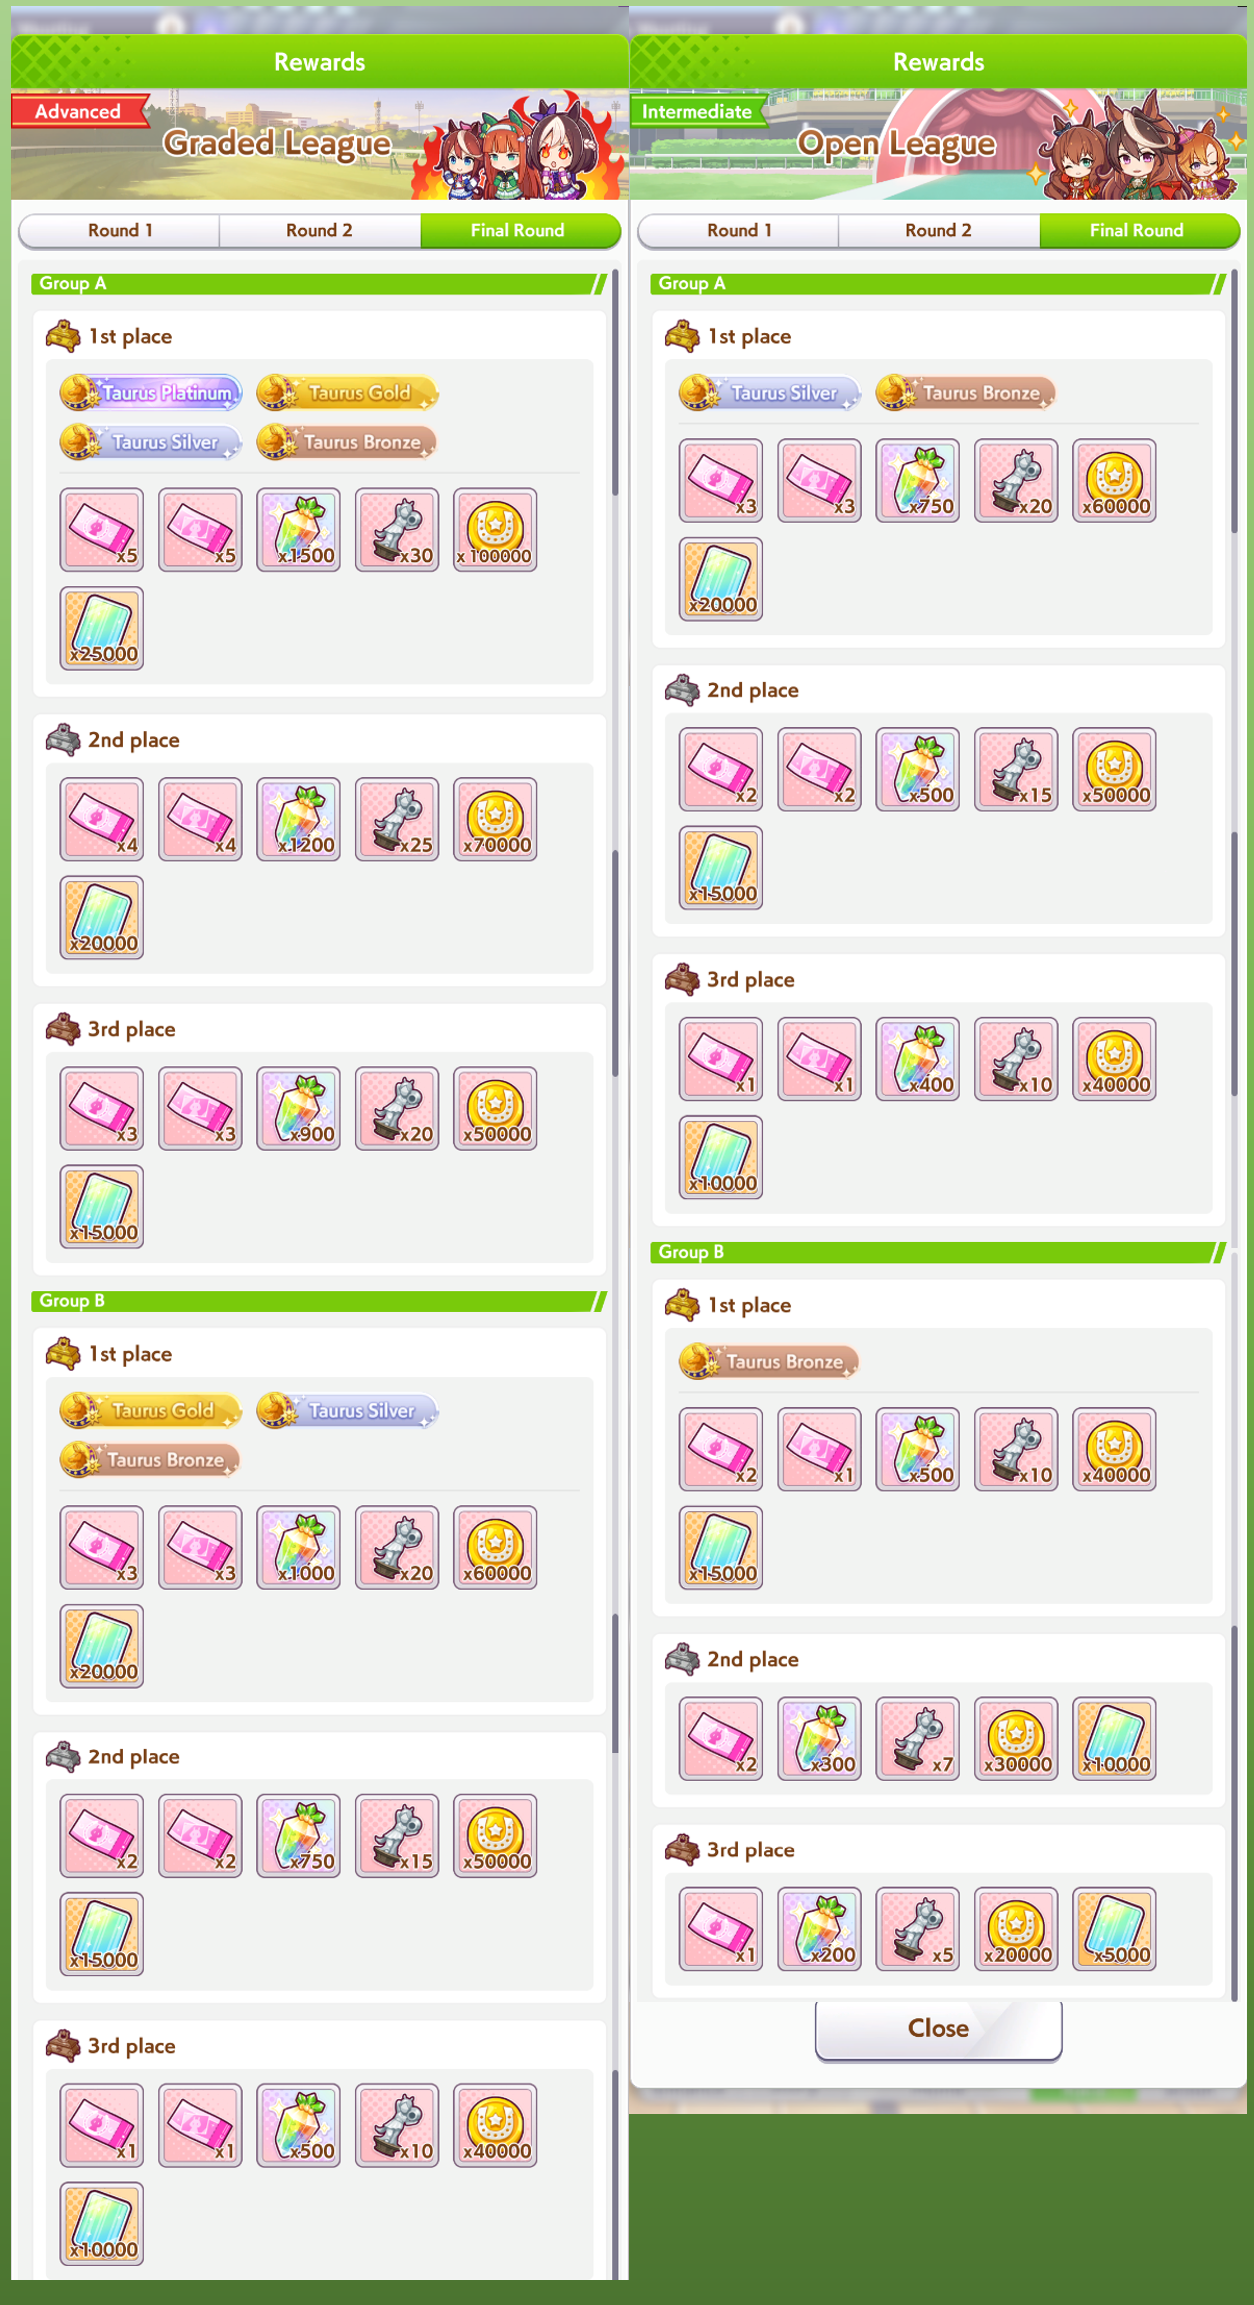 Rewards
Advanced
Graded League
Round 1
Round 2
Final Round
Group A
1st place
Taurus Platinum
Taurus Gold
Taurus Silver
Taurus Bronze
x5
x5
x1500
x30
x 100000
x25000
2nd place
x4
x4
x1200
x25
x70000
x20000
3rd place
x3
x3
x900
x20
x50000
x15000
Group B
1st place
Taurus Gold
Taurus Silver
Taurus Bronze
x3
x3
x1000
x20
x60000
x20000
2nd place
x2
x2
x750
x15
x50000
x15000
3rd place
x1
x1
x500
x10
x40000
x10000
Rewards
Intermediate
Open League
Round 1
Round 2
Final Round
Group A
1st place
Taurus Silver
Taurus Bronze
x3
x3
x750
x20
x60000
x20000
2nd place
x2
x2
x500
x15
x50000
x15000
3rd place
x1
x1
x400
x10
x40000
x10000
Group B
1st place
Taurus Bronze
x2
x1
x500
x10
x40000
x15000
2nd place
x2
x300
x7
x30000
x10000
3rd place
x1
x200
x5
x20000
x5000
Close